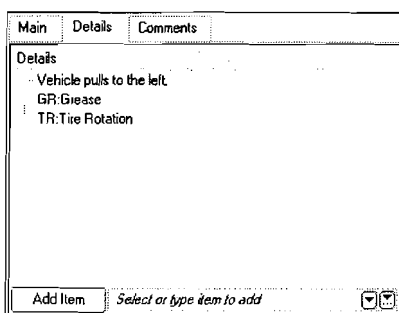 Main Details Comments
Details
Vehicle pulls to the left.
GR:Grease
TR:Tire Rotation
Add Item Select or type item to add